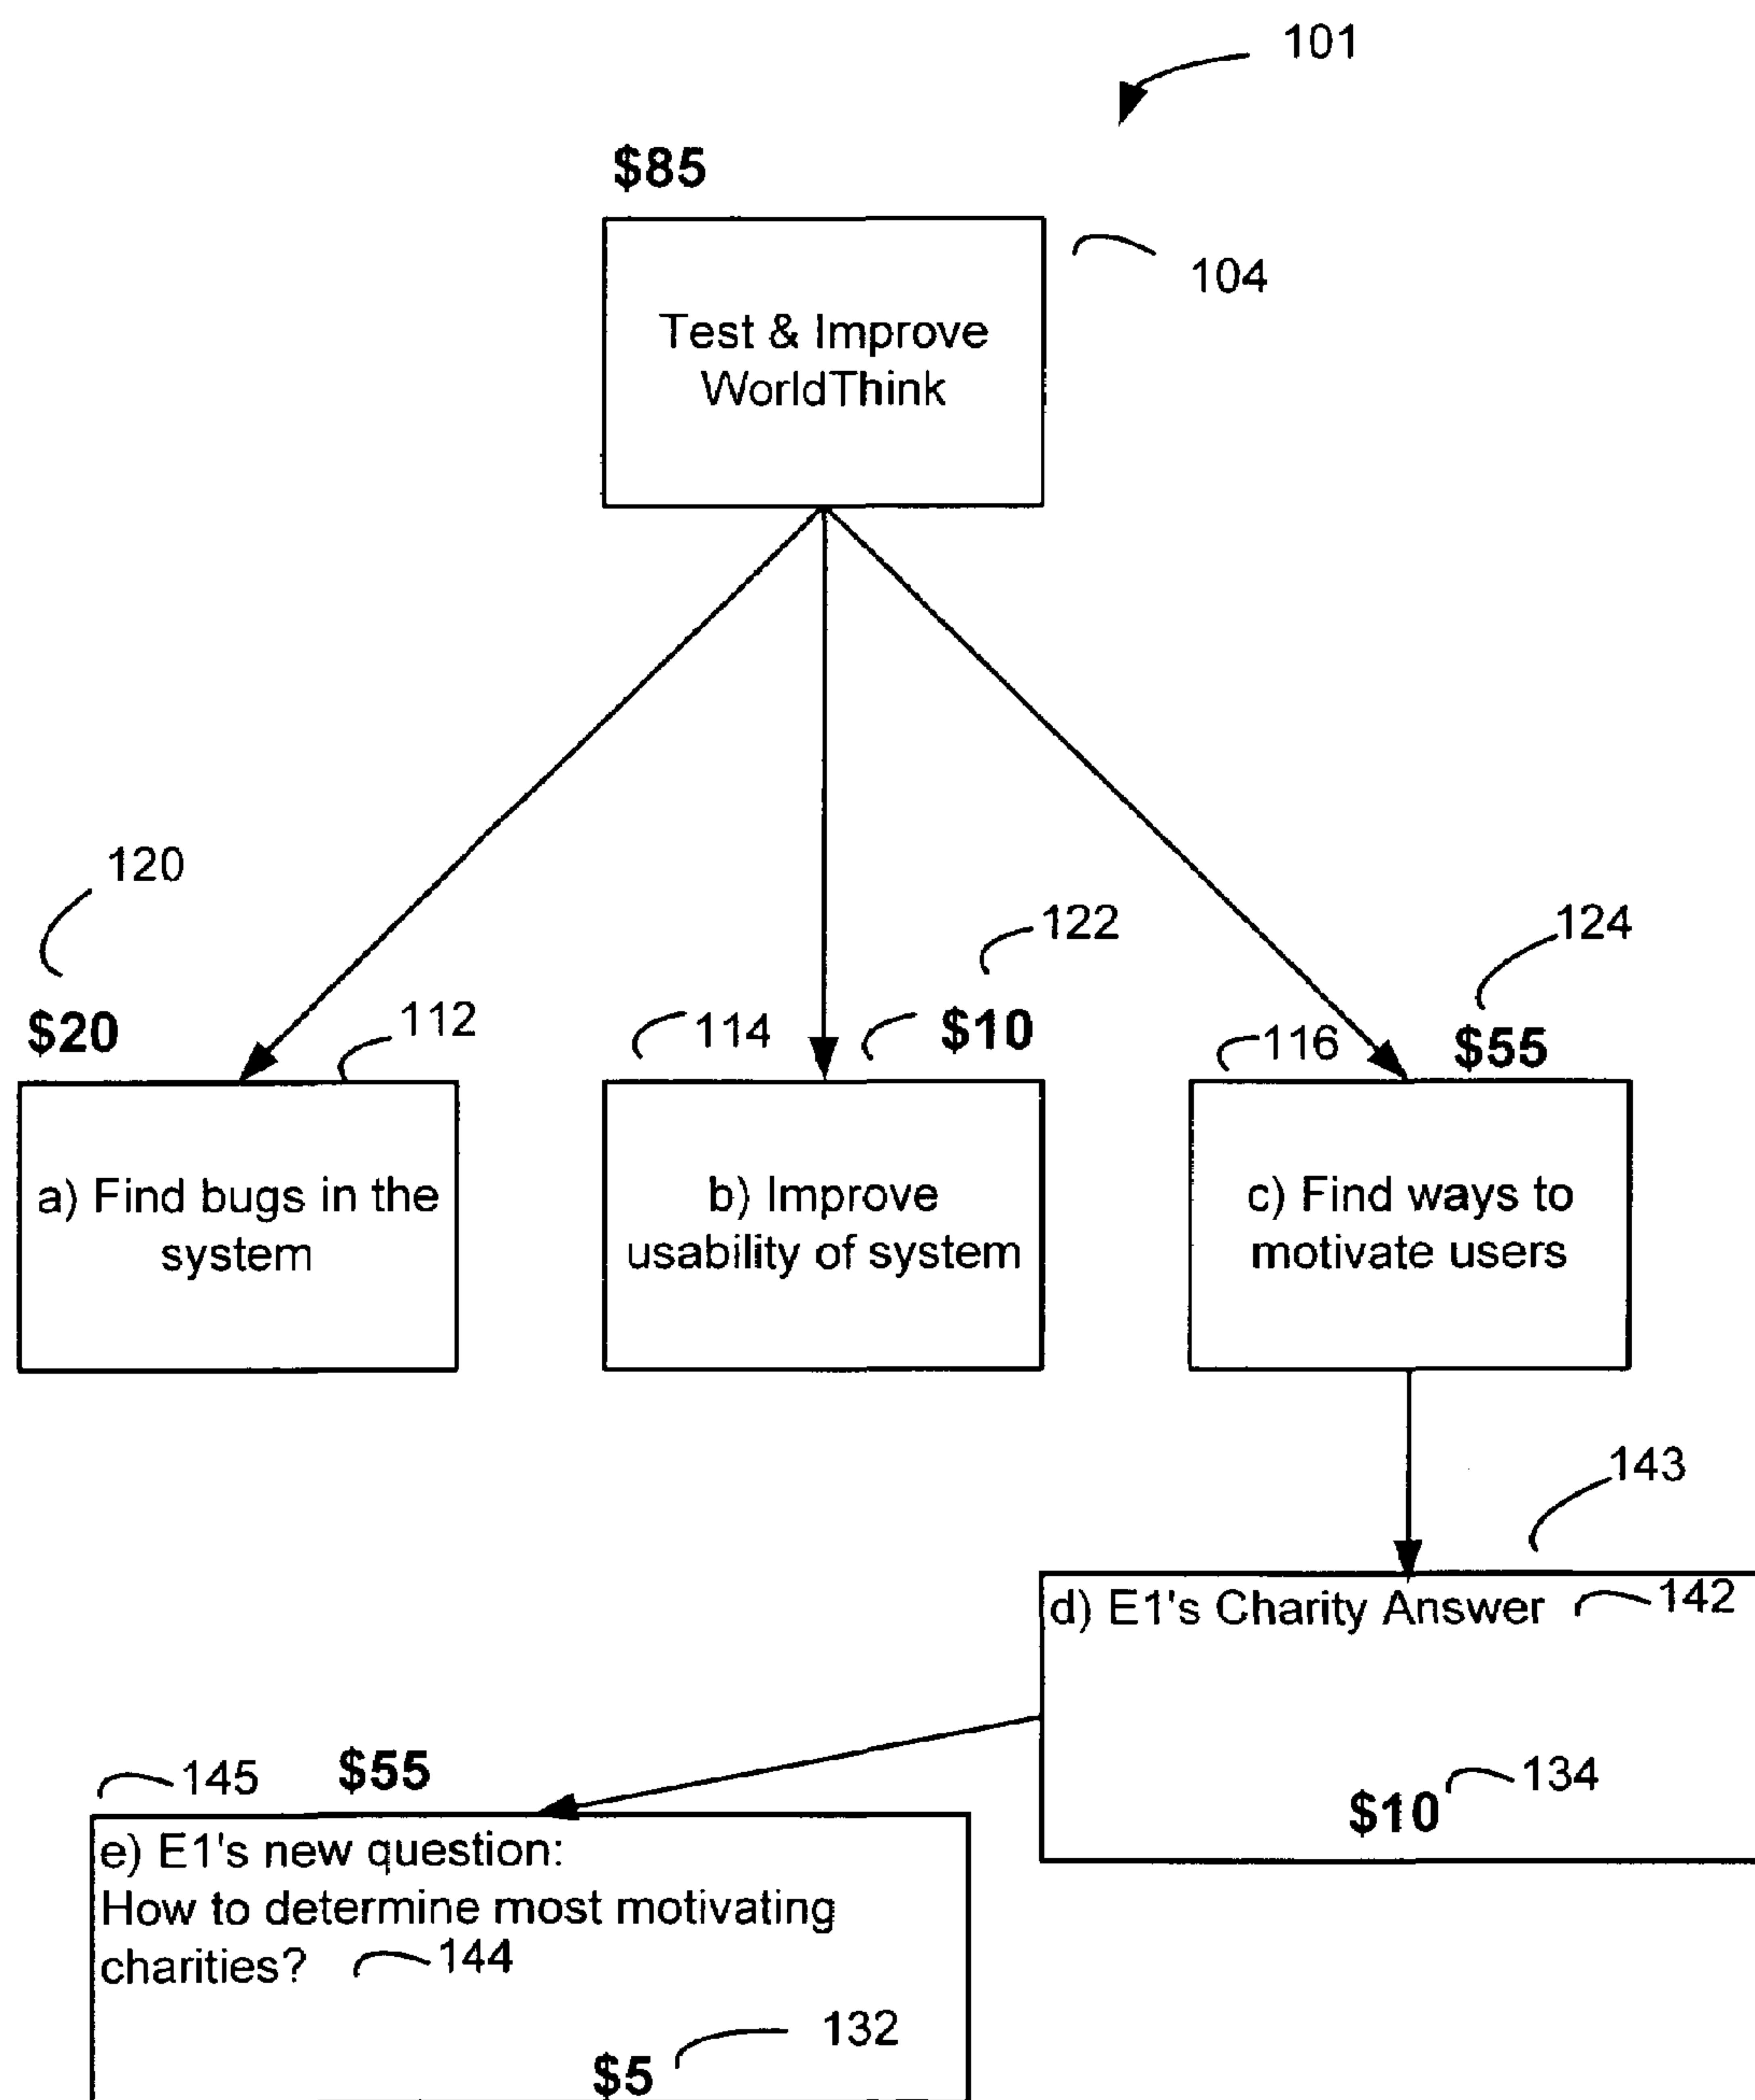 101
$85
104
Test & Improve
WorldThink
120
122
124
$20
112
114
$10
116
$55
a) Find bugs in the
system
b) Improve
usability of system
c) Find ways to
motivate users
143
d) E1's Charity Answer
142
145
$55
134
$10
e) E1's new question:
How to determine most motivating
charities?
144
132
$5